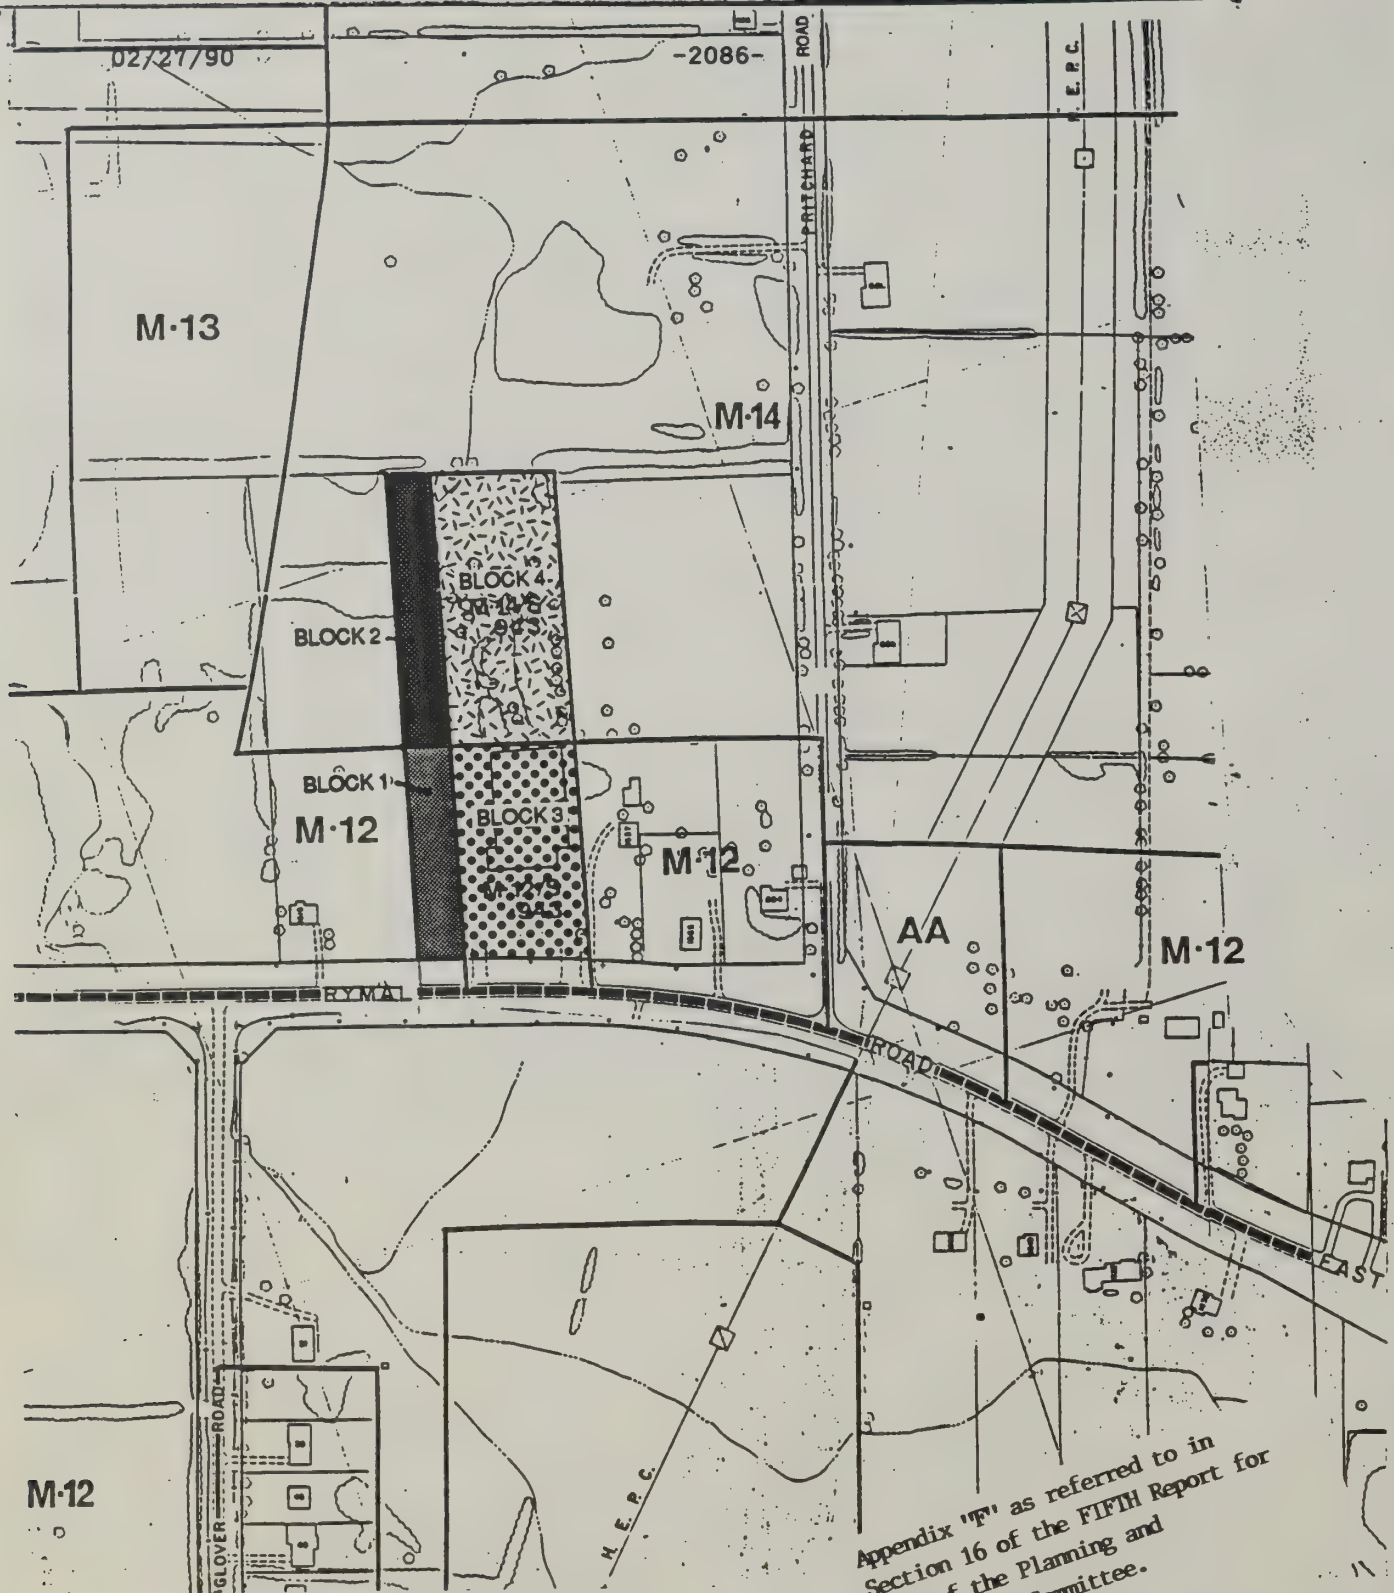 02/27/90
-2086-
PRITCHARD ROAD
H. E. P. C.
M-13
M-14
BLOCK 4
BLOCK 2
BLOCK 1
M-12
BLOCK 3
M-12
AA
M-12
RYMAL ROAD EAST
GLOVER ROAD
M-12
H. E. P. C.
Appendix "F" as referred to in
Section 16 of the FIFTH Report for
the Planning and